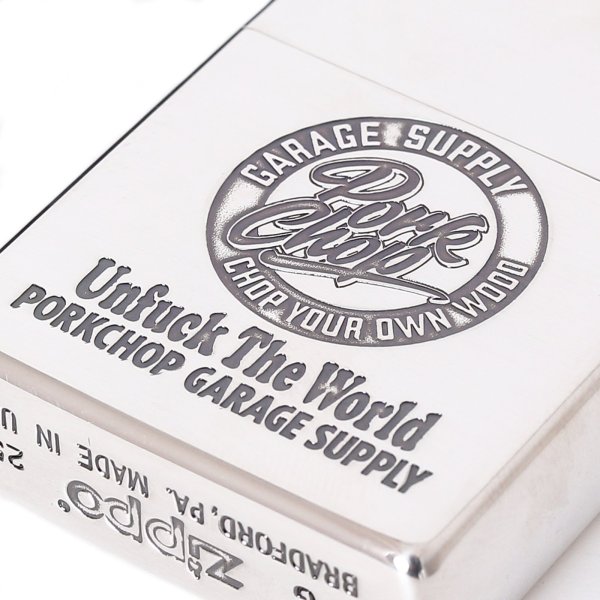 GARAGE SUPPLY
Pork
Chop
CHOP YOUR OWN WOOD
Unfuck The World
PORKCHOP GARAGE SUPPLY
zippo
BRADFORD, PA. MADE IN U
G 25